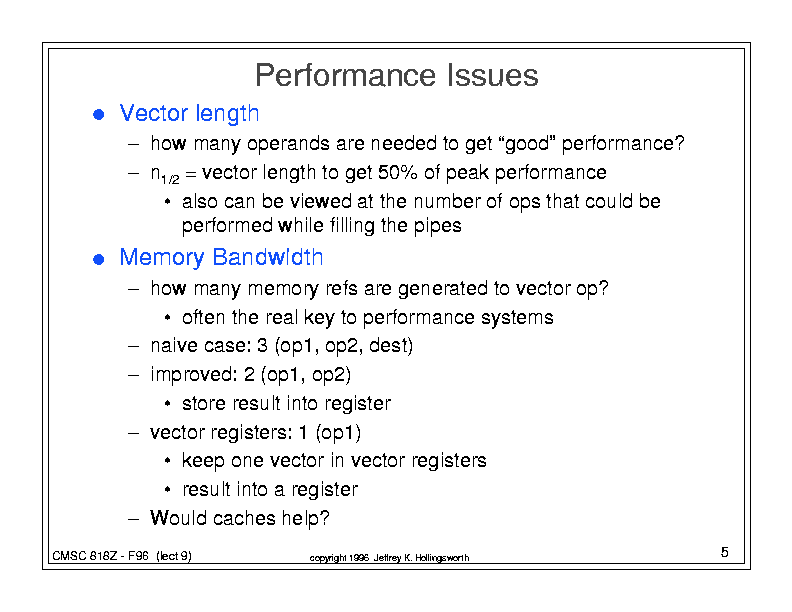 Performance Issues
● Vector length
– how many operands are needed to get “good” performance?
– n1/2 = vector length to get 50% of peak performance
• also can be viewed at the number of ops that could be
performed while filling the pipes
● Memory Bandwidth
– how many memory refs are generated to vector op?
• often the real key to performance systems
– naive case: 3 (op1, op2, dest)
– improved: 2 (op1, op2)
• store result into register
– vector registers: 1 (op1)
• keep one vector in vector registers
• result into a register
– Would caches help?
CMSC 818Z - F96 (lect 9)
copyright 1996 Jeffrey K. Hollingsworth
5